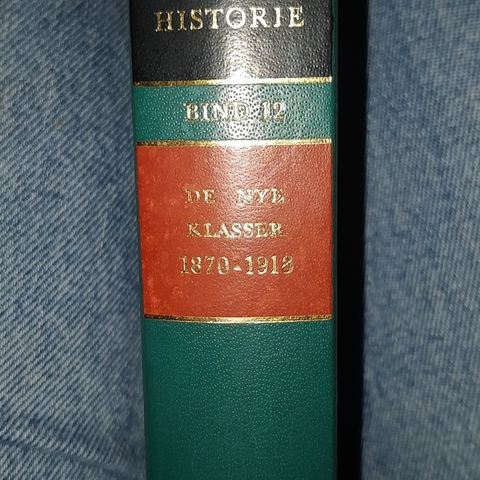 HISTORIE
BIND 12
DE NYE
KLASSER
1870-1913